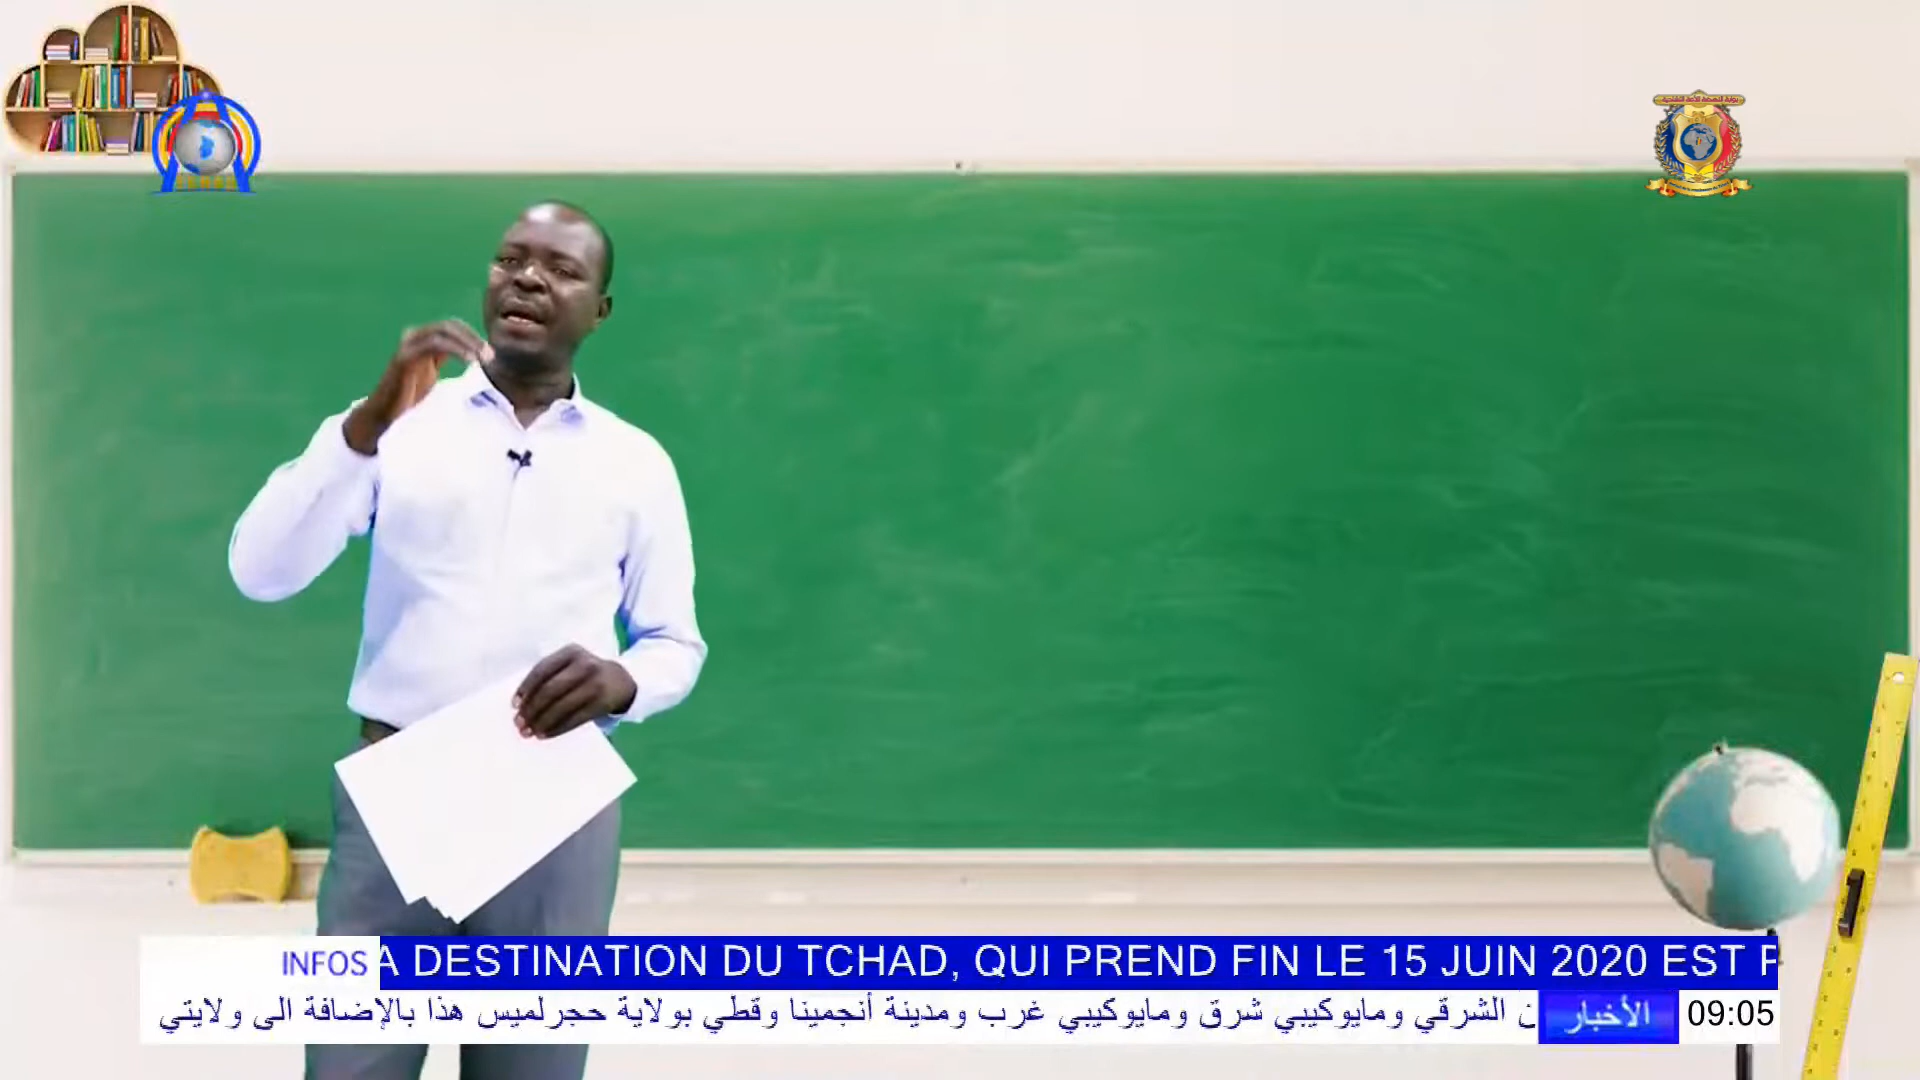 INFOS A DESTINATION DU TCHAD, QUI PREND FIN LE 15 JUIN 2020 EST
الأخبار ن الشرقي ومايوكيبي شرق ومايوكيبي غرب ومدينة أنجمينا وقطي بولاية حجرلميس هذا بالإضافة الى ولايتي
09:05